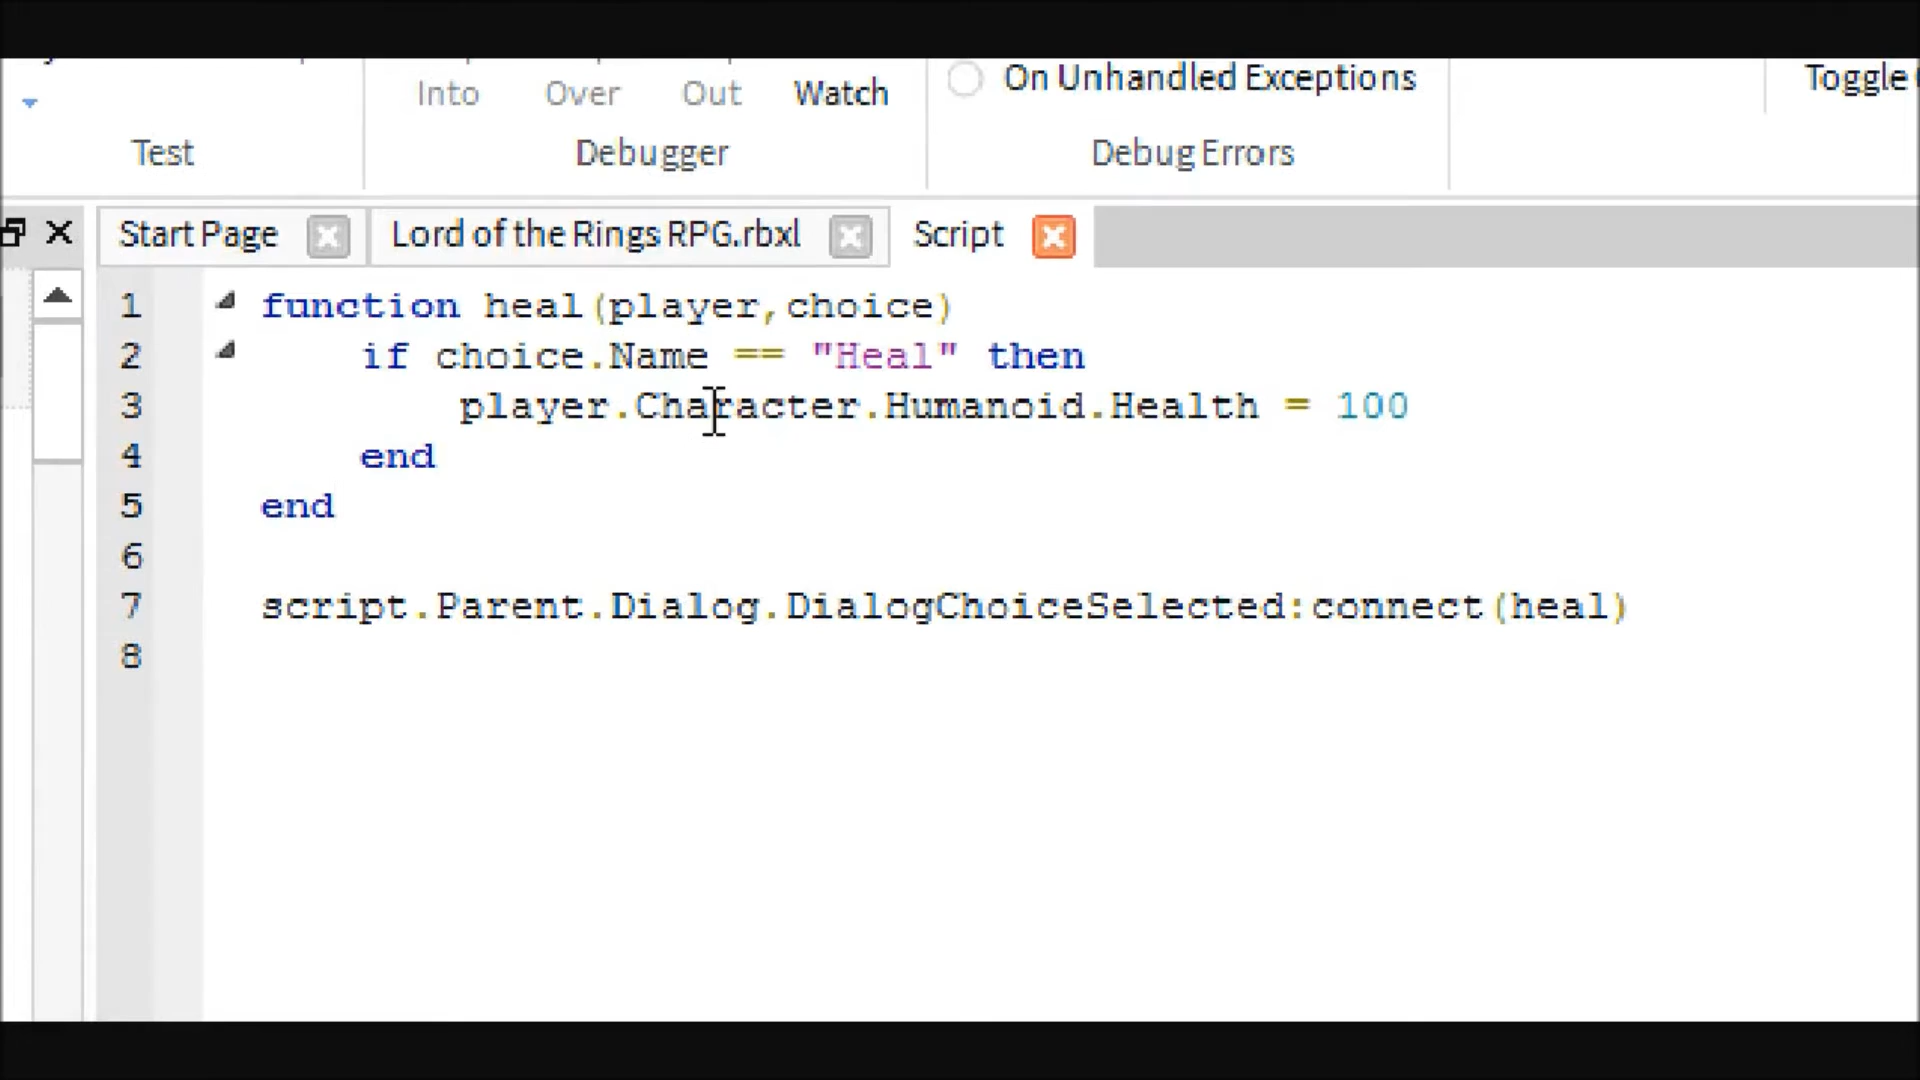 Into Over Out Watch
On Unhandled Exceptions
Toggle
Test
Debugger
Debug Errors
Start Page
Lord of the Rings RPG.rbxl
Script
1 function heal(player,choice)
2 if choice.Name == "Heal" then
3 player.Character.Humanoid.Health = 100
4 end
5 end
6
7 script.Parent.Dialog.DialogChoiceSelected:connect(heal)
8